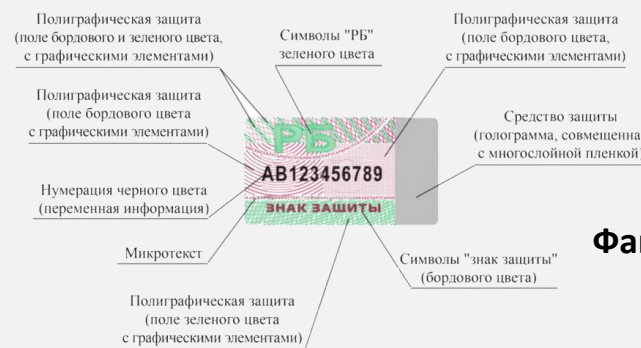 Полиграфическая защита
(поле бордового и зеленого цвета,
с графическими элементами)
Символы "РБ"
зеленого цвета
Полиграфическая защита
(поле бордового цвета,
с графическими элементами)
Полиграфическая защита
(поле бордового цвета
с графическими элементами)
Средство защиты
(голограмма, совмещенна
с многослойной пленкой)
РБ
АВ123456789
ЗНАК ЗАЩИТЫ
Нумерация черного цвета
(переменная информация)
Микротекст
Символы "знак защиты"
(бордового цвета)
Полиграфическая защита
(поле зеленого цвета
с графическими элементами)